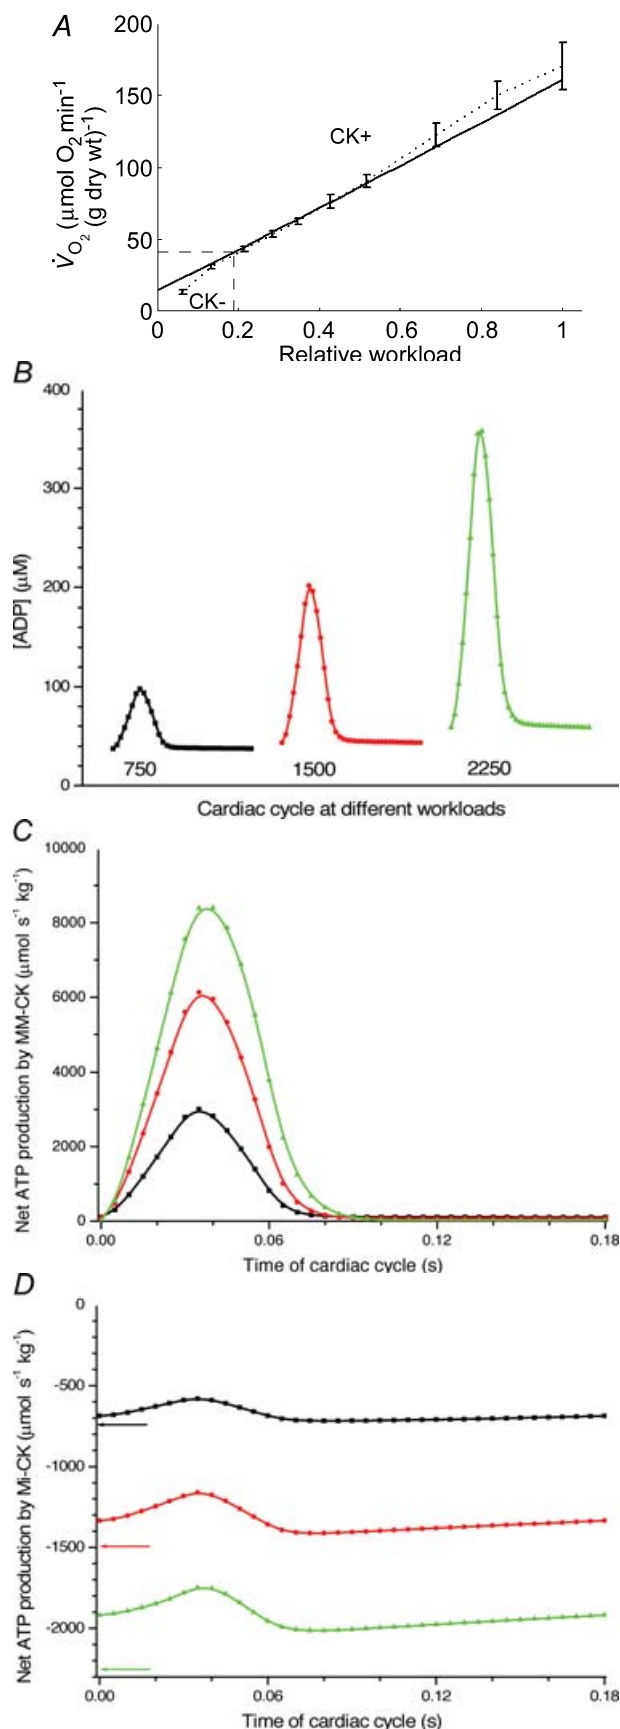 A
200
150
100
50
0
V̇O₂ (μmol O₂ min⁻¹
(g dry wt)⁻¹)
CK+
CK-
0 0.2 0.4 0.6 0.8 1
Relative workload
B
400
300
200
100
0
[ADP] (μM)
750 1500 2250
Cardiac cycle at different workloads
C
10000
8000
6000
4000
2000
0
Net ATP production by MM-CK (μmol s⁻¹ kg⁻¹)
0.00 0.06 0.12 0.18
Time of cardiac cycle (s)
D
0
-500
-1000
-1500
-2000
Net ATP production by Mi-CK (μmol s⁻¹ kg⁻¹)
0.00 0.06 0.12 0.18
Time of cardiac cycle (s)